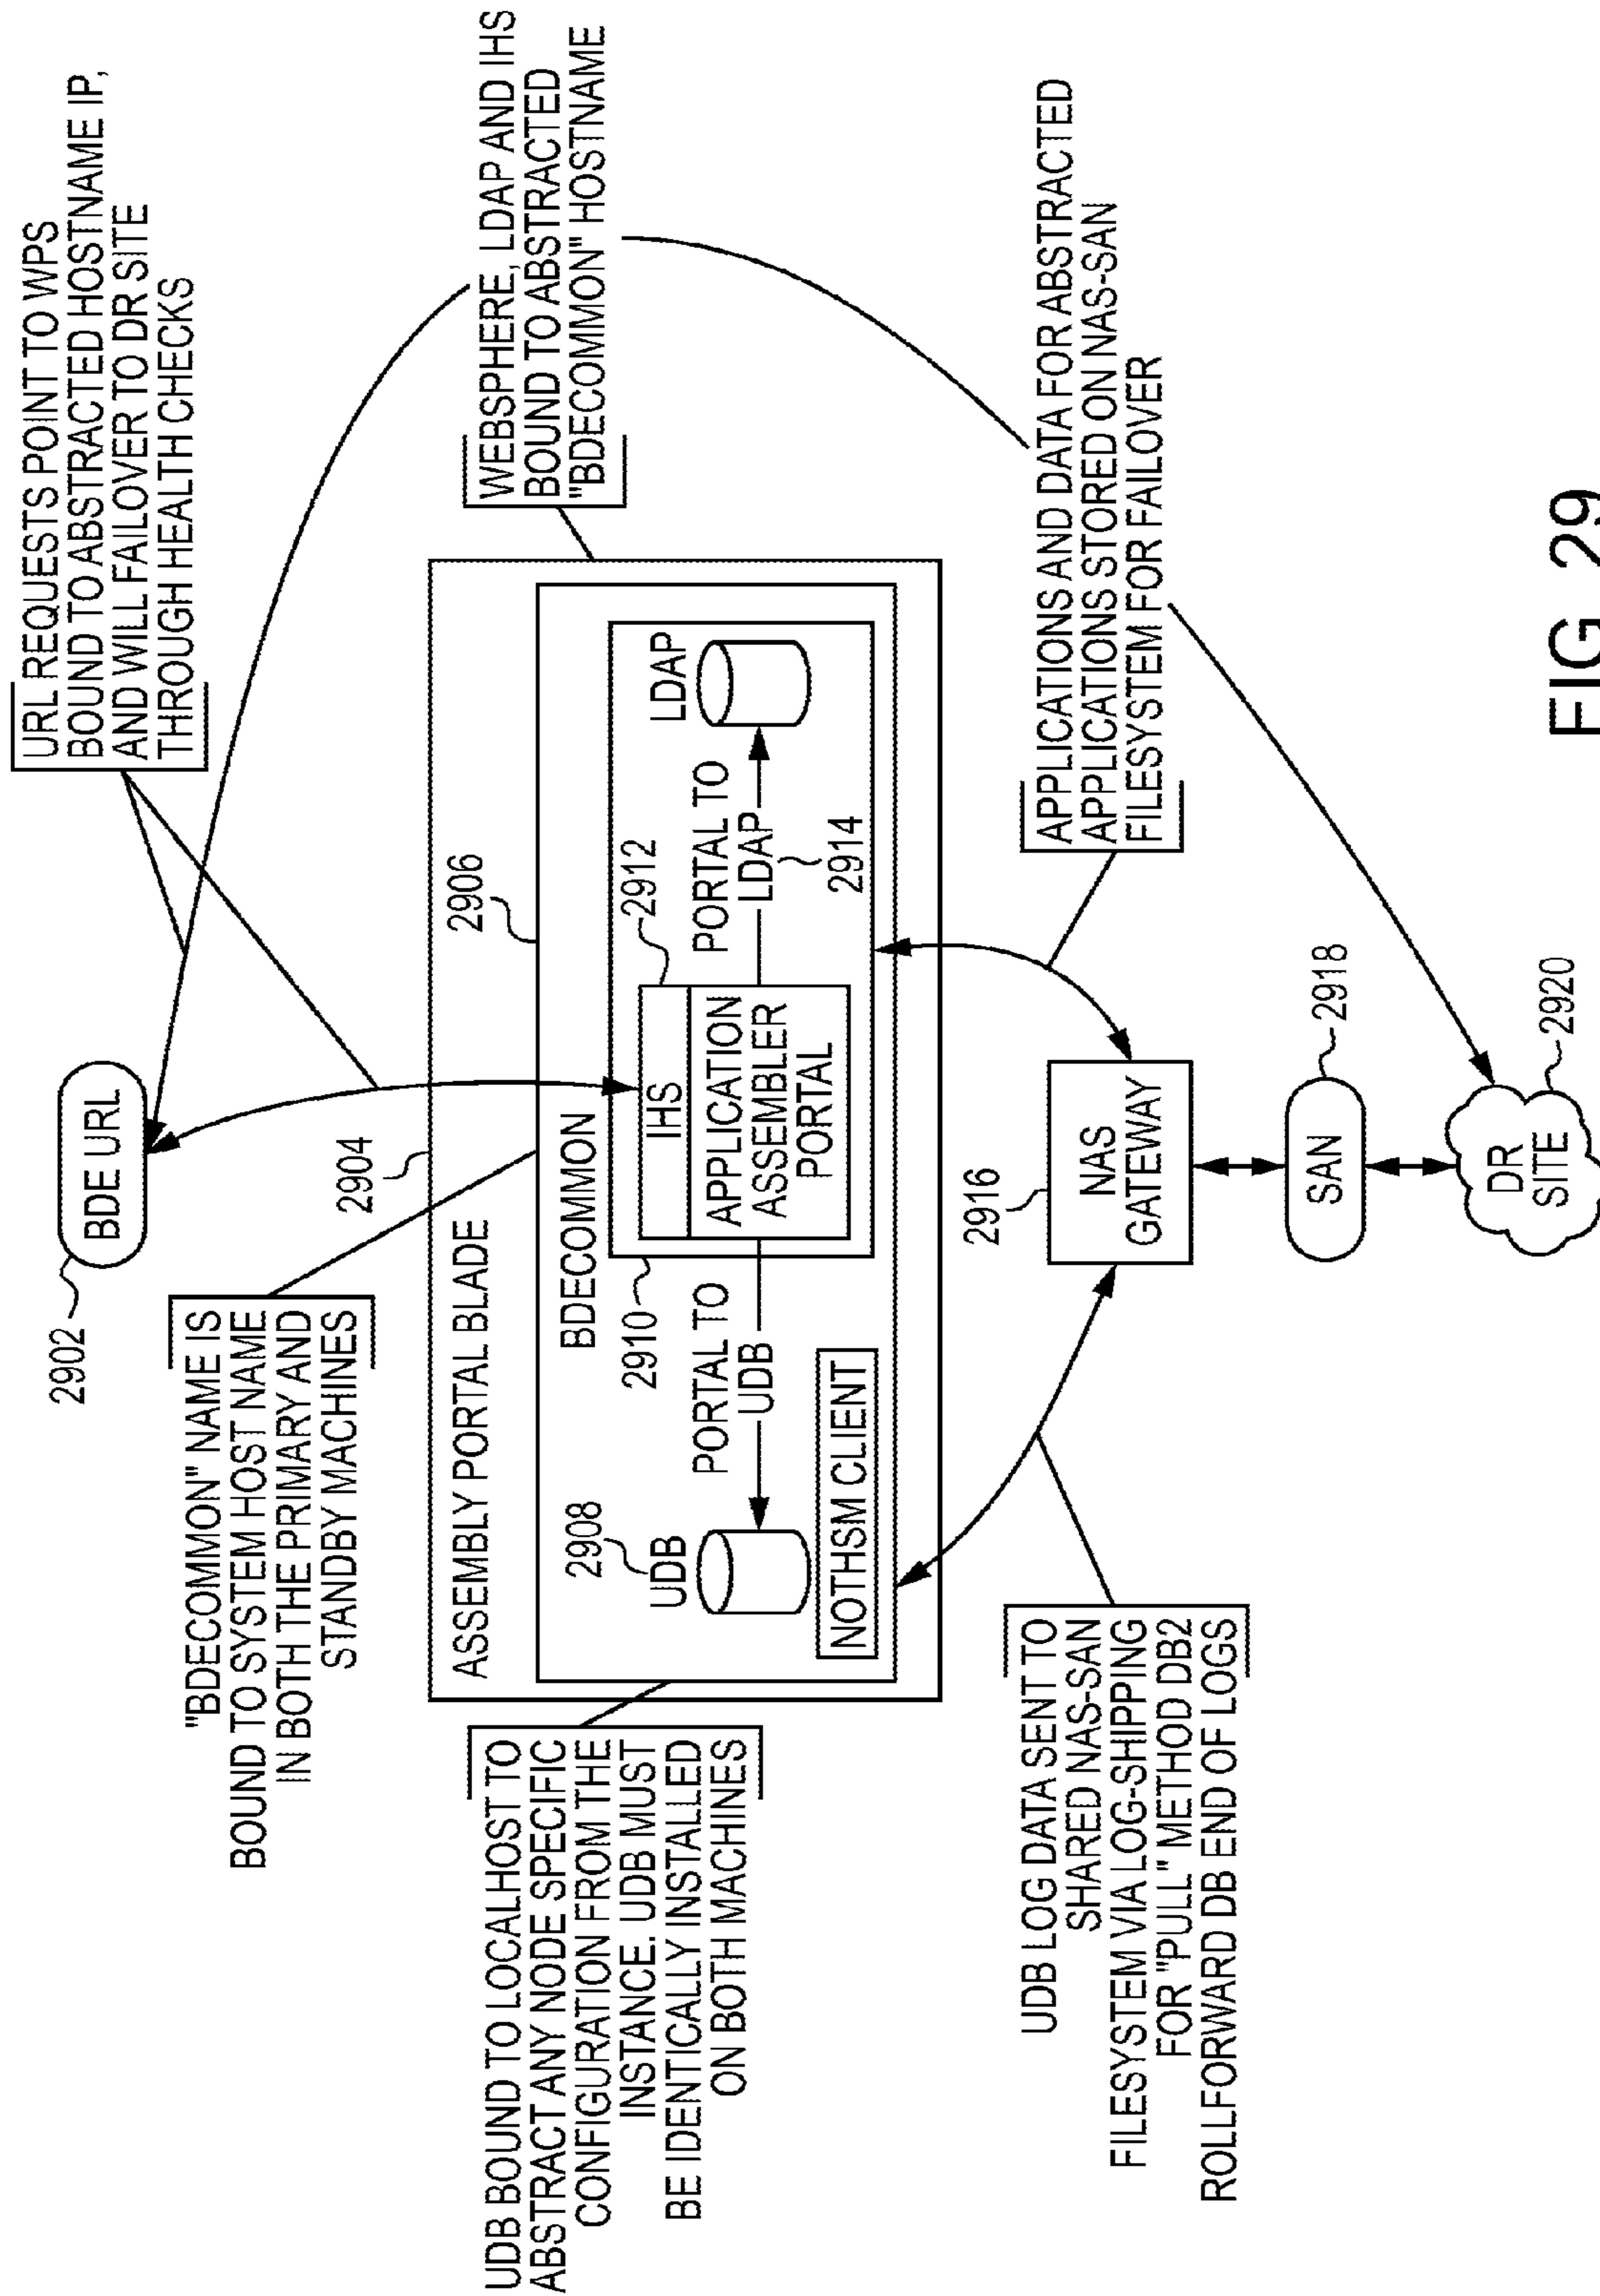 URL REQUESTS POINT TO WPS
BOUND TO ABSTRACTED HOSTNAME IP,
AND WILL FAILOVER TO DR SITE
THROUGH HEALTH CHECKS
2902
BDE URL
"BDECOMMON" NAME IS
BOUND TO SYSTEM HOST NAME
IN BOTH THE PRIMARY AND
STANDBY MACHINES
2904
2906
WEBSPHERE, LDAP AND IHS
BOUND TO ABSTRACTED
"BDECOMMON" HOSTNAME
UDB BOUND TO LOCALHOST TO
ABSTRACT ANY NODE SPECIFIC
CONFIGURATION FROM THE
INSTANCE. UDB MUST
BE IDENTICALLY INSTALLED
ON BOTH MACHINES
ASSEMBLY PORTAL BLADE
BDECOMMON
2908
UDB
2910
PORTAL TO
UDB
IHS
2912
APPLICATION
ASSEMBLER
PORTAL
PORTAL TO
LDAP
2914
LDAP
NOTHSM CLIENT
UDB LOG DATA SENT TO
SHARED NAS-SAN
FILESYSTEM VIA LOG-SHIPPING
FOR "PULL" METHOD DB2
ROLLFORWARD DB END OF LOGS
2916
NAS
GATEWAY
APPLICATIONS AND DATA FOR ABSTRACTED
APPLICATIONS STORED ON NAS-SAN
FILESYSTEM FOR FAILOVER
SAN
2918
DR
SITE
2920
FIG. 29